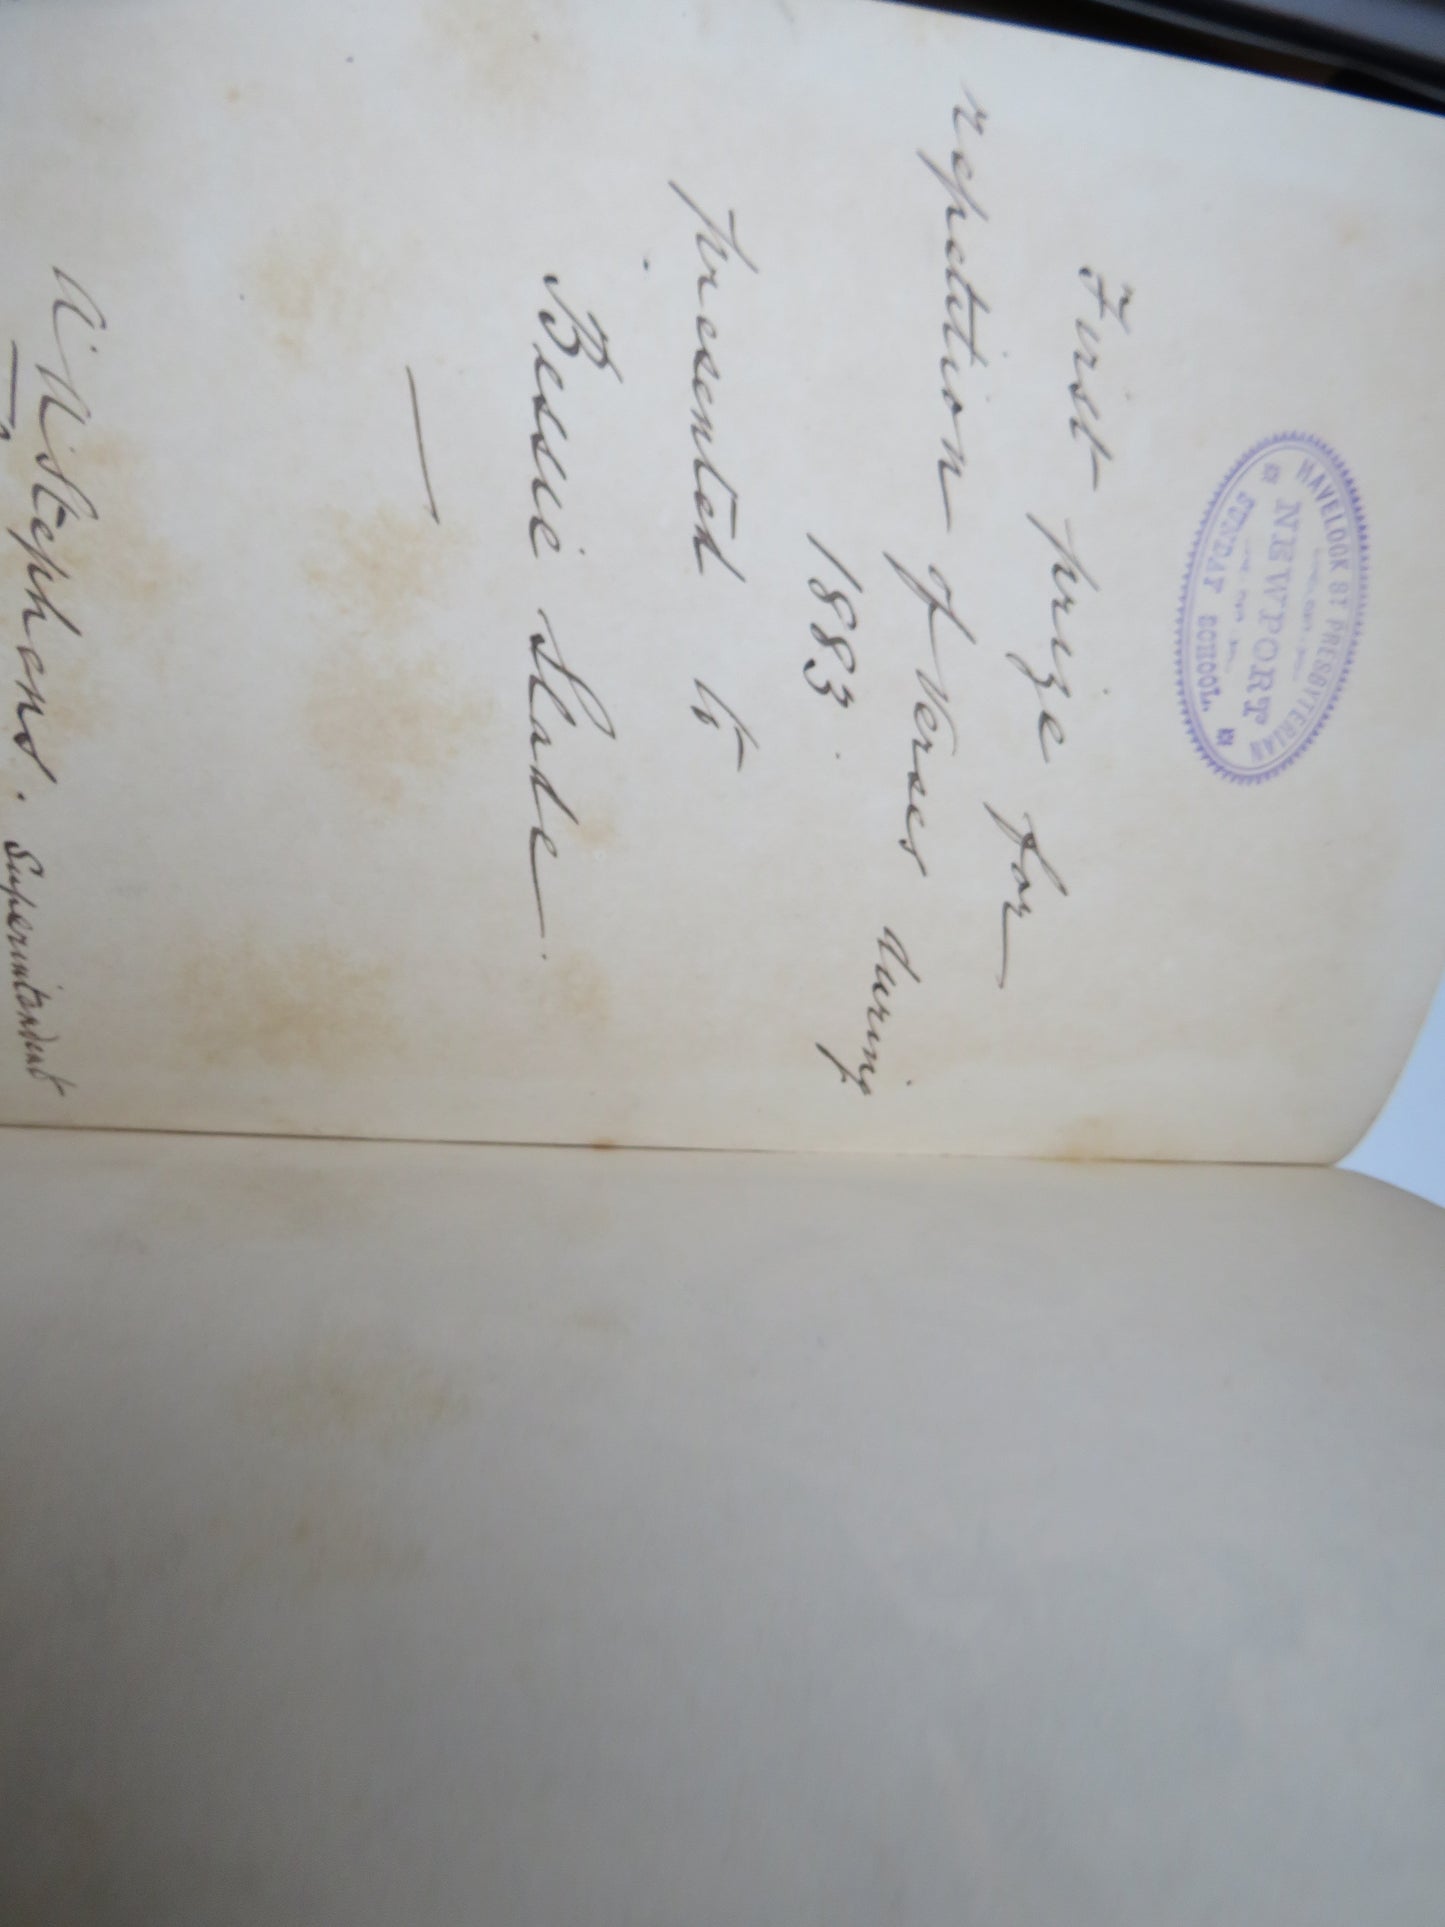 HAVELOCK ST PRESBYTERIAN
NEWPORT
SUNDAY SCHOOL.
First prize for
repetition of Verses during
1883.
presented to
Bessie Slade.
Stephens. Superintendent